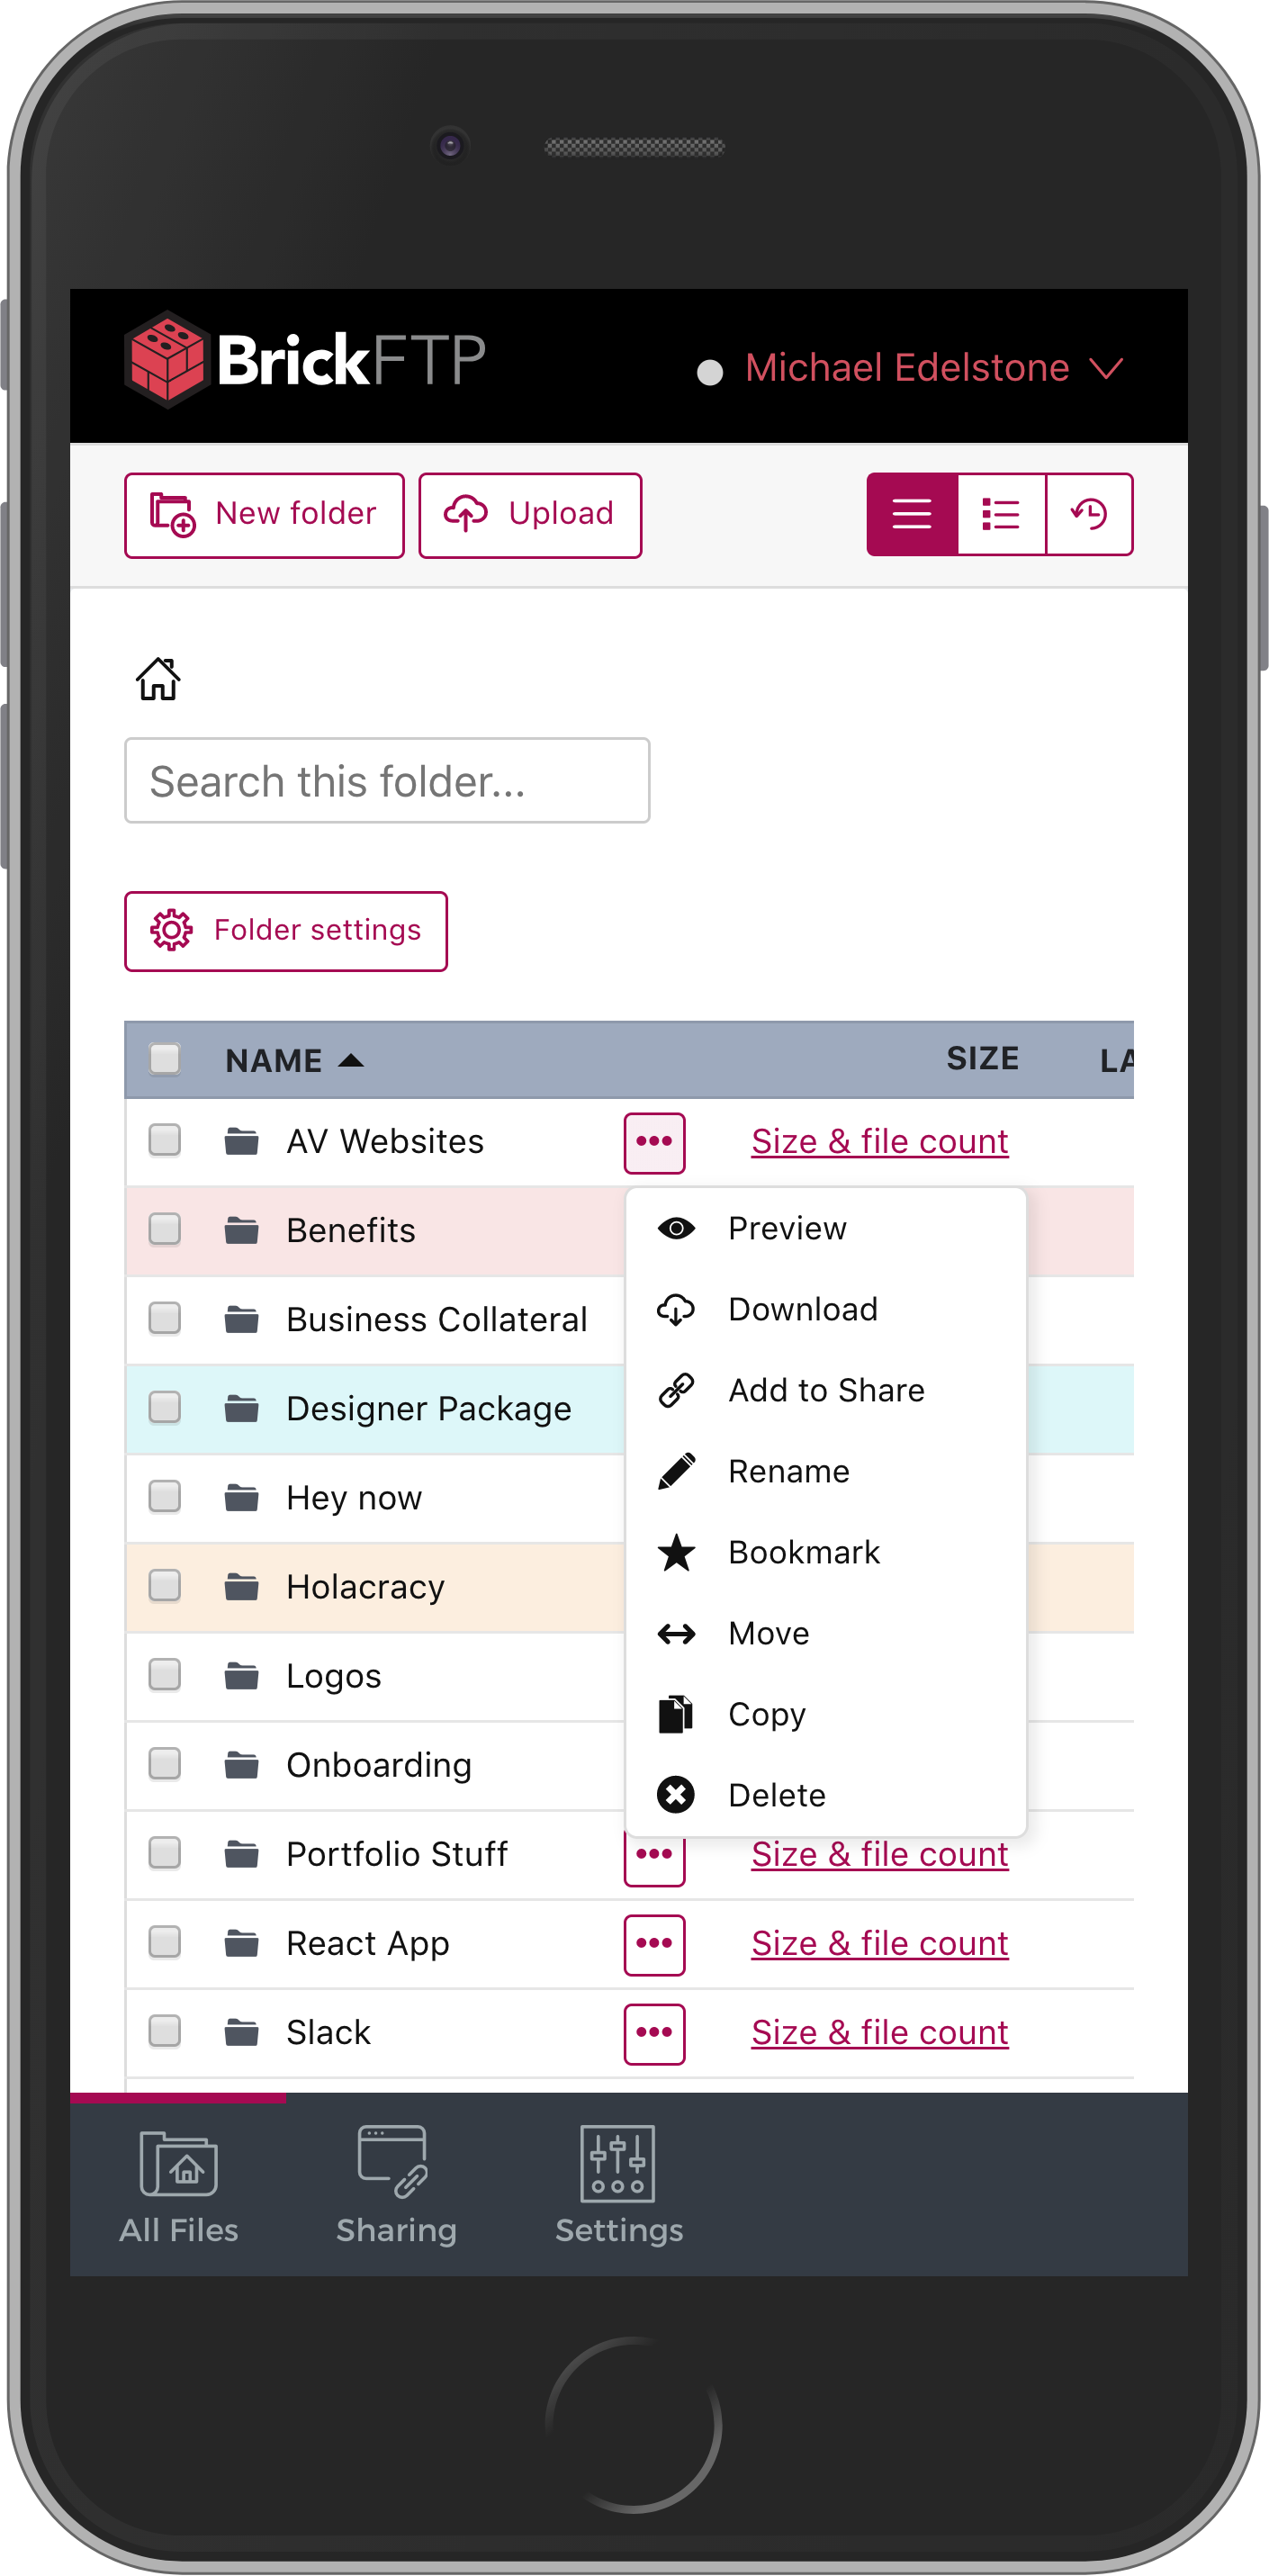 BrickFTP
Michael Edelstone
New folder
Upload
Search this folder...
Folder settings
NAME SIZE LA
AV Websites ••• Size & file count
Benefits
Preview
Download
Business Collateral
Add to Share
Designer Package
Rename
Hey now
Bookmark
Holacracy
Move
Logos
Copy
Onboarding
Delete
Portfolio Stuff ••• Size & file count
React App ••• Size & file count
Slack ••• Size & file count
All Files
Sharing
Settings